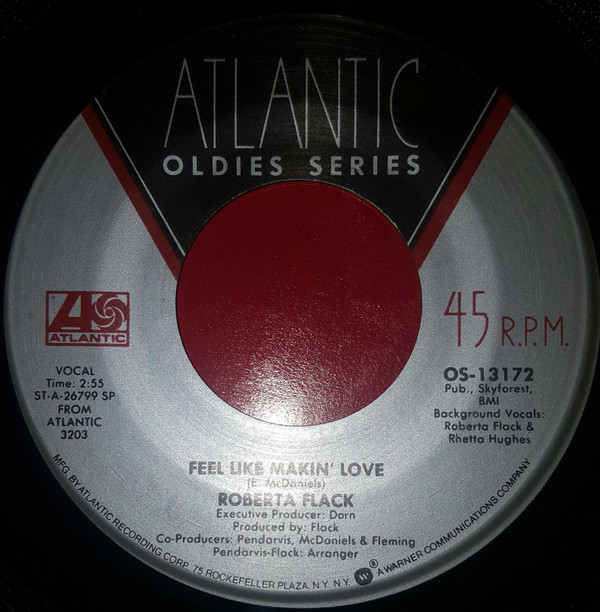 ATLANTIC
OLDIES SERIES
ATLANTIC
45 R.P.M.
VOCAL
Time: 2:55
ST-A-26799 SP
FROM
ATLANTIC
3203
OS-13172
Pub., Skyforest,
BMI
Background Vocals:
Roberta Flack &
Rhetta Hughes
FEEL LIKE MAKIN' LOVE
(E. McDaniels)
ROBERTA FLACK
Executive Producer: Dorn
Produced by: Flack
Co-Producers: Pendarvis, McDaniels & Fleming
Pendarvis-Flack: Arranger
MFG BY ATLANTIC RECORDING CORP. 75 ROCKEFELLER PLAZA, N.Y. N.Y. W A WARNER COMMUNICATIONS COMPANY